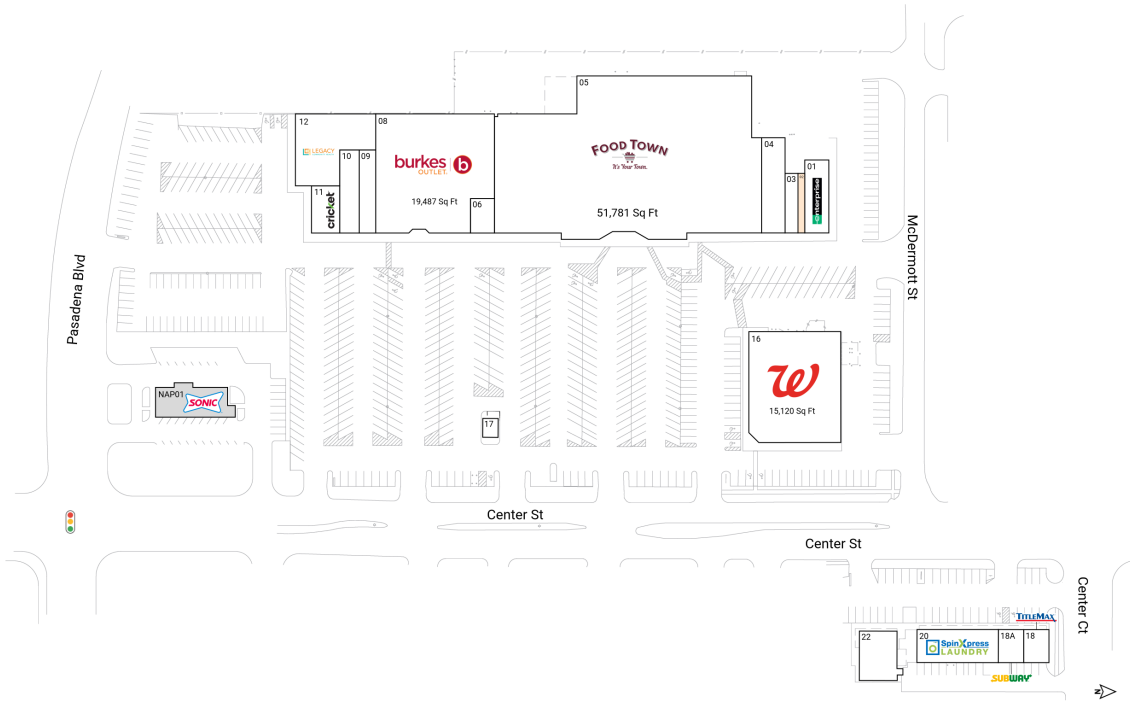 05
12
08
LEGACY
10
09
burkes b
OUTLET
FOOD TOWN
It's Your Town.
04
03
01
enterprise
11
cricket
19,487 Sq Ft
06
51,781 Sq Ft
Pasadena Blvd
McDermott St
16
W
15,120 Sq Ft
NAP01
SONIC
17
Center St
Center St
Center Ct
TITLEMAX
22
20
SpinXpress
LAUNDRY
18A
18
SUBWAY
N